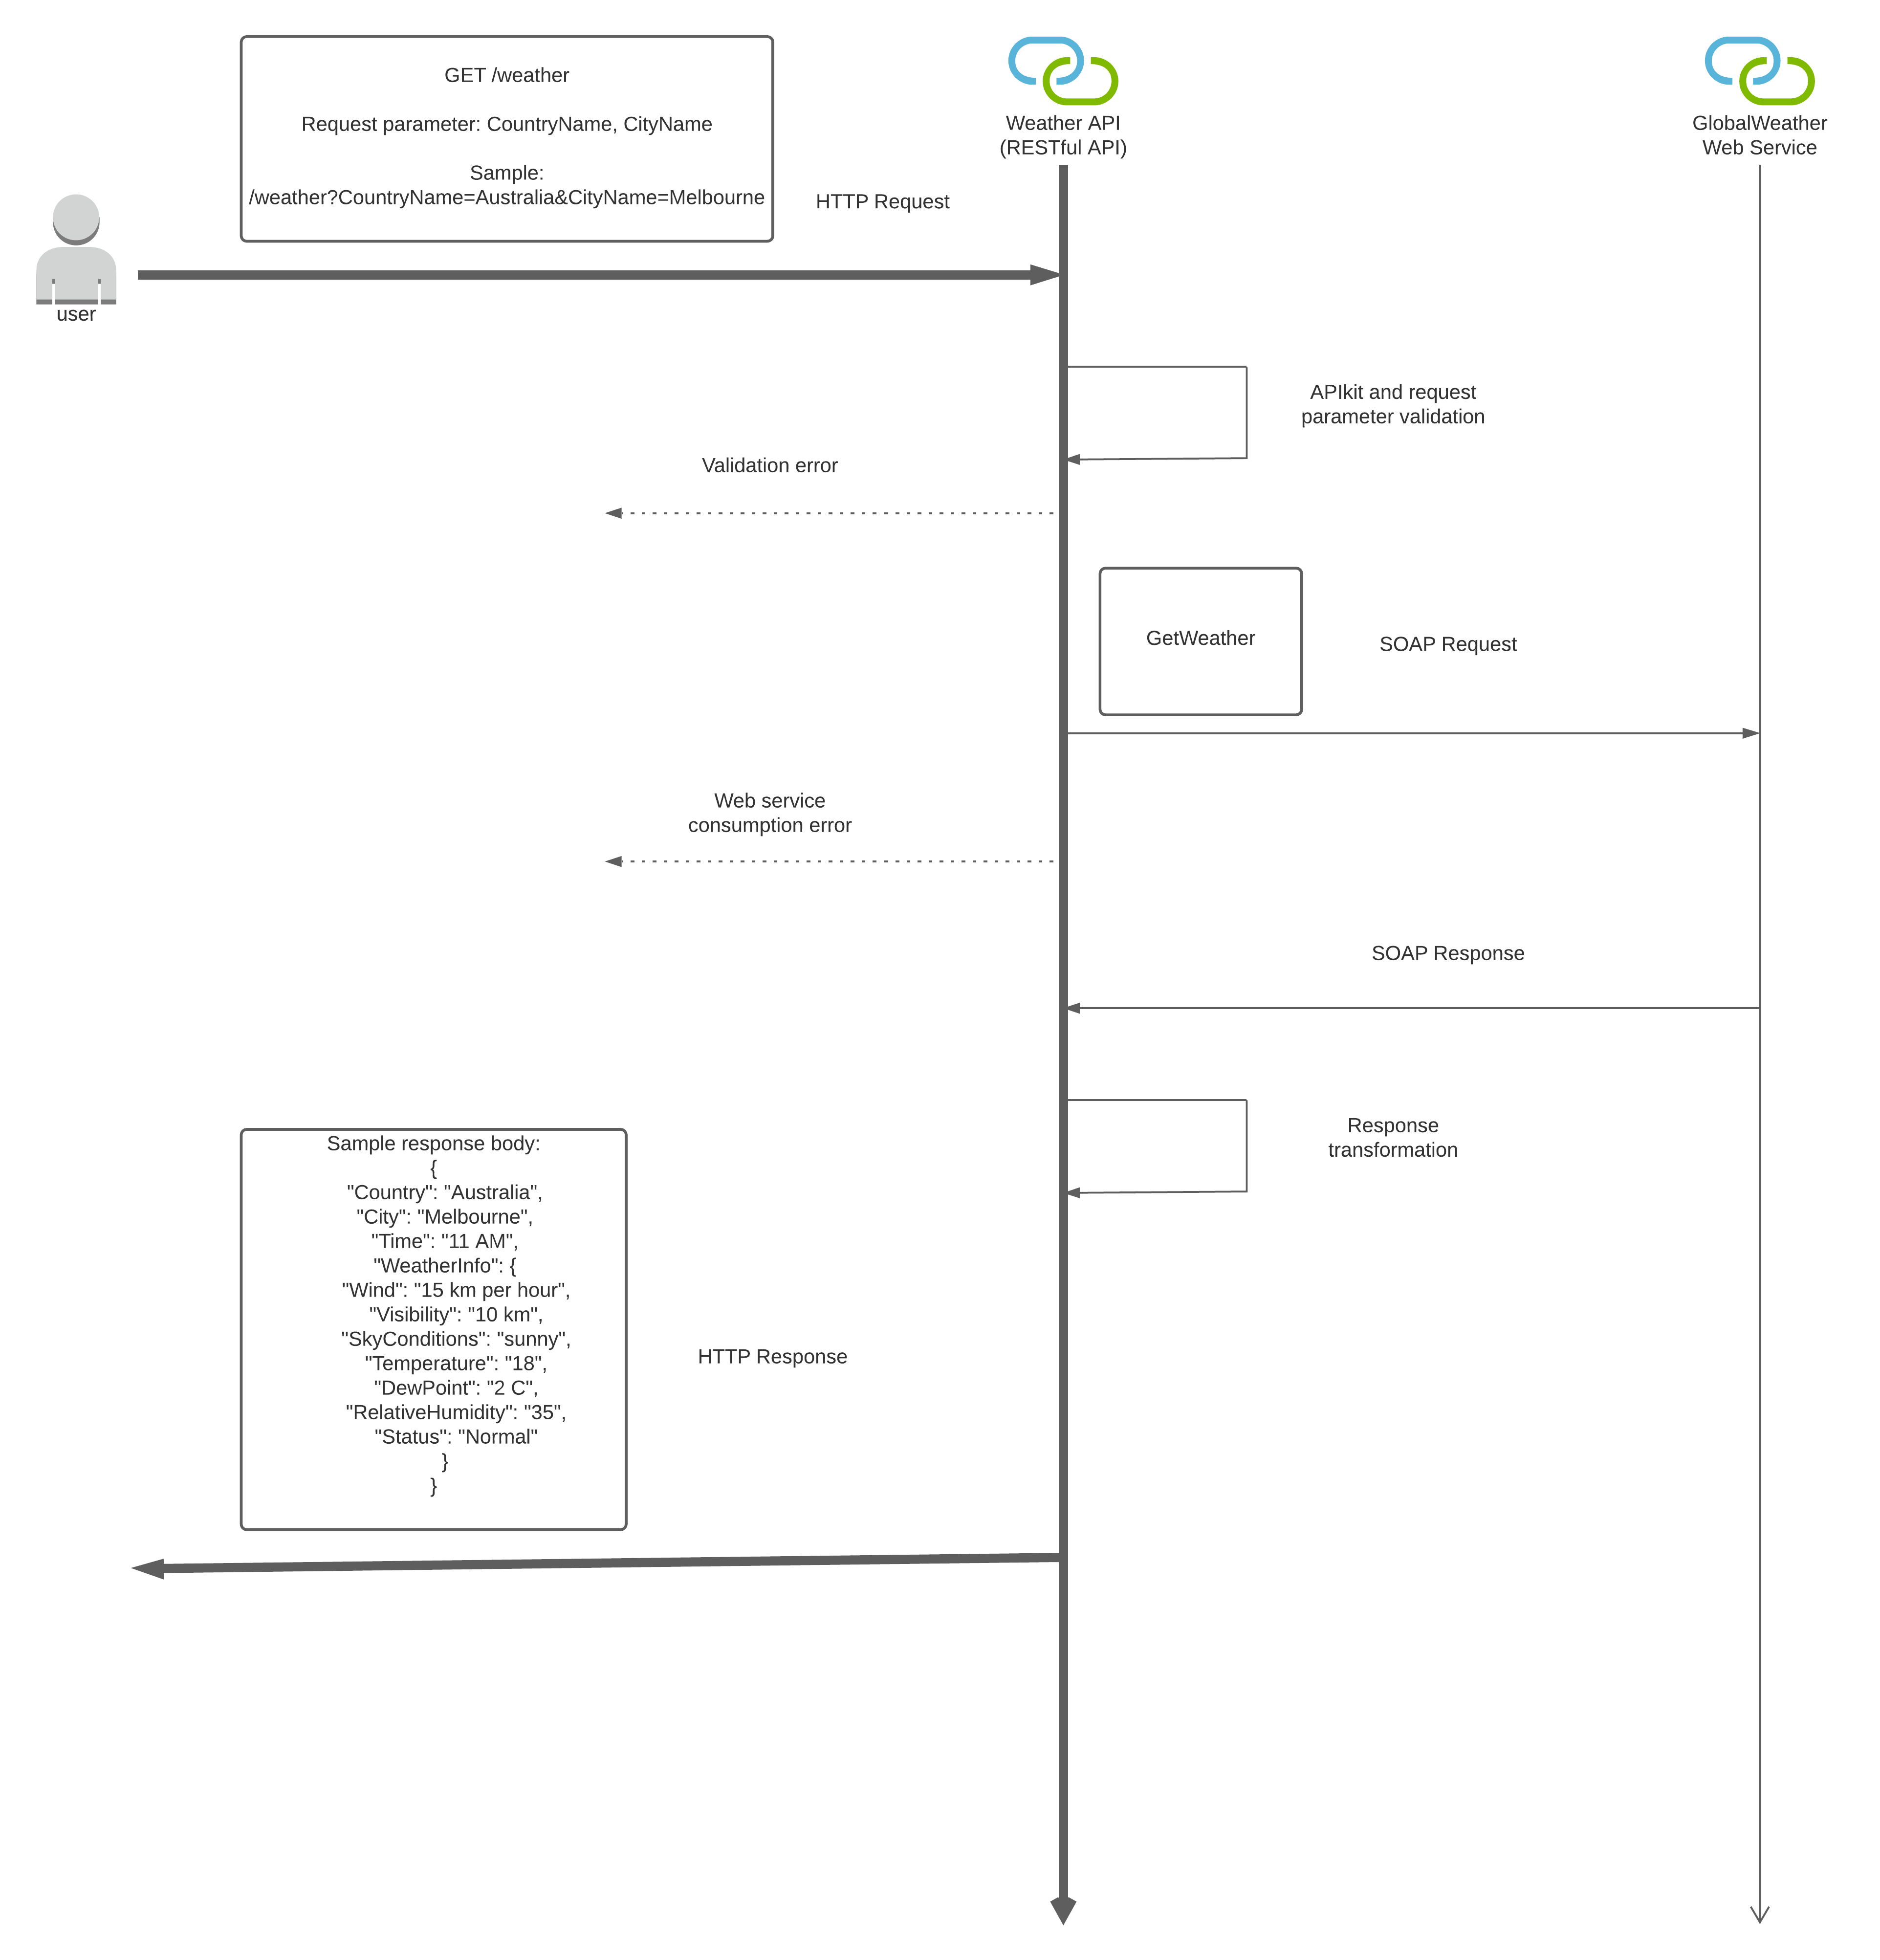 GET /weather
Request parameter: CountryName, CityName
Sample:
/weather?CountryName=Australia&CityName=Melbourne
HTTP Request
Weather API
(RESTful API)
GlobalWeather
Web Service
user
APIkit and request
parameter validation
Validation error
GetWeather
SOAP Request
Web service
consumption error
SOAP Response
Response
transformation
Sample response body:
{
"Country": "Australia",
"City": "Melbourne",
"Time": "11 AM",
"WeatherInfo": {
"Wind": "15 km per hour",
"Visibility": "10 km",
"SkyConditions": "sunny",
"Temperature": "18",
"DewPoint": "2 C",
"RelativeHumidity": "35",
"Status": "Normal"
}
}
HTTP Response